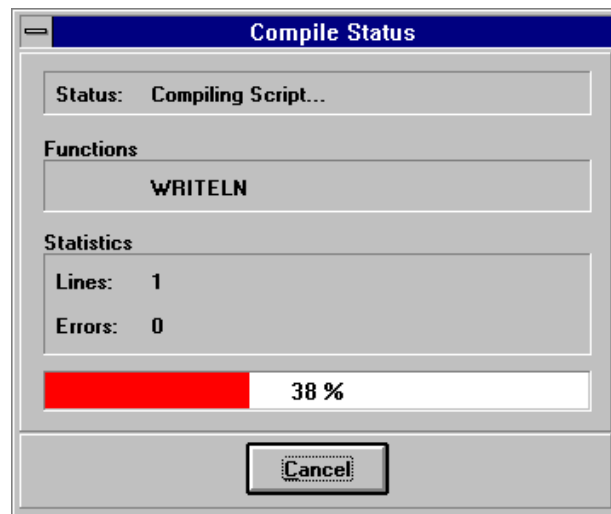 Compile Status
Status: Compiling Script...
Functions
WRITELN
Statistics
Lines: 1
Errors: 0
38 %
Cancel